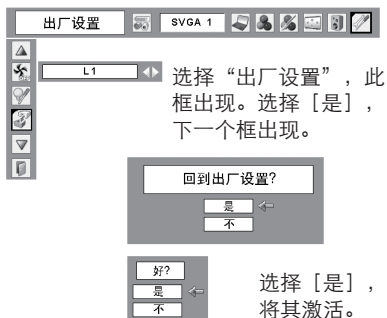 出厂设置
SVGA 1
L1
选择“出厂设置”，此
框出现。选择［是］，
下一个框出现。
回到出厂设置?
是
不
好?
是
不
选择［是］，
将其激活。